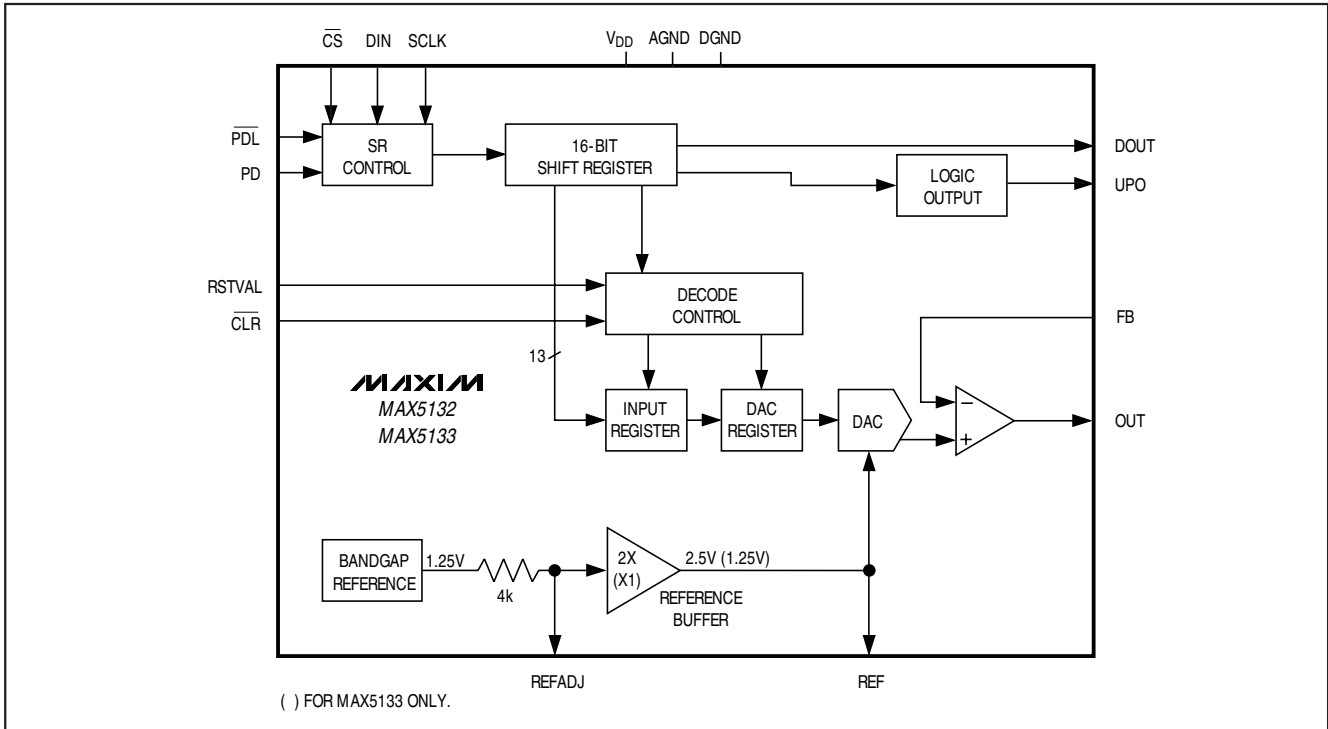 CS DIN SCLK VDD AGND DGND
PDL
PD
SR
CONTROL
16-BIT
SHIFT REGISTER
DOUT
LOGIC
OUTPUT
UPO
RSTVAL
CLR
DECODE
CONTROL
FB
13
MAXIM
MAX5132
MAX5133
INPUT
REGISTER
DAC
REGISTER
DAC
−
+
OUT
BANDGAP
REFERENCE
1.25V
4k
2X
(X1)
2.5V (1.25V)
REFERENCE
BUFFER
REFADJ
REF
( ) FOR MAX5133 ONLY.